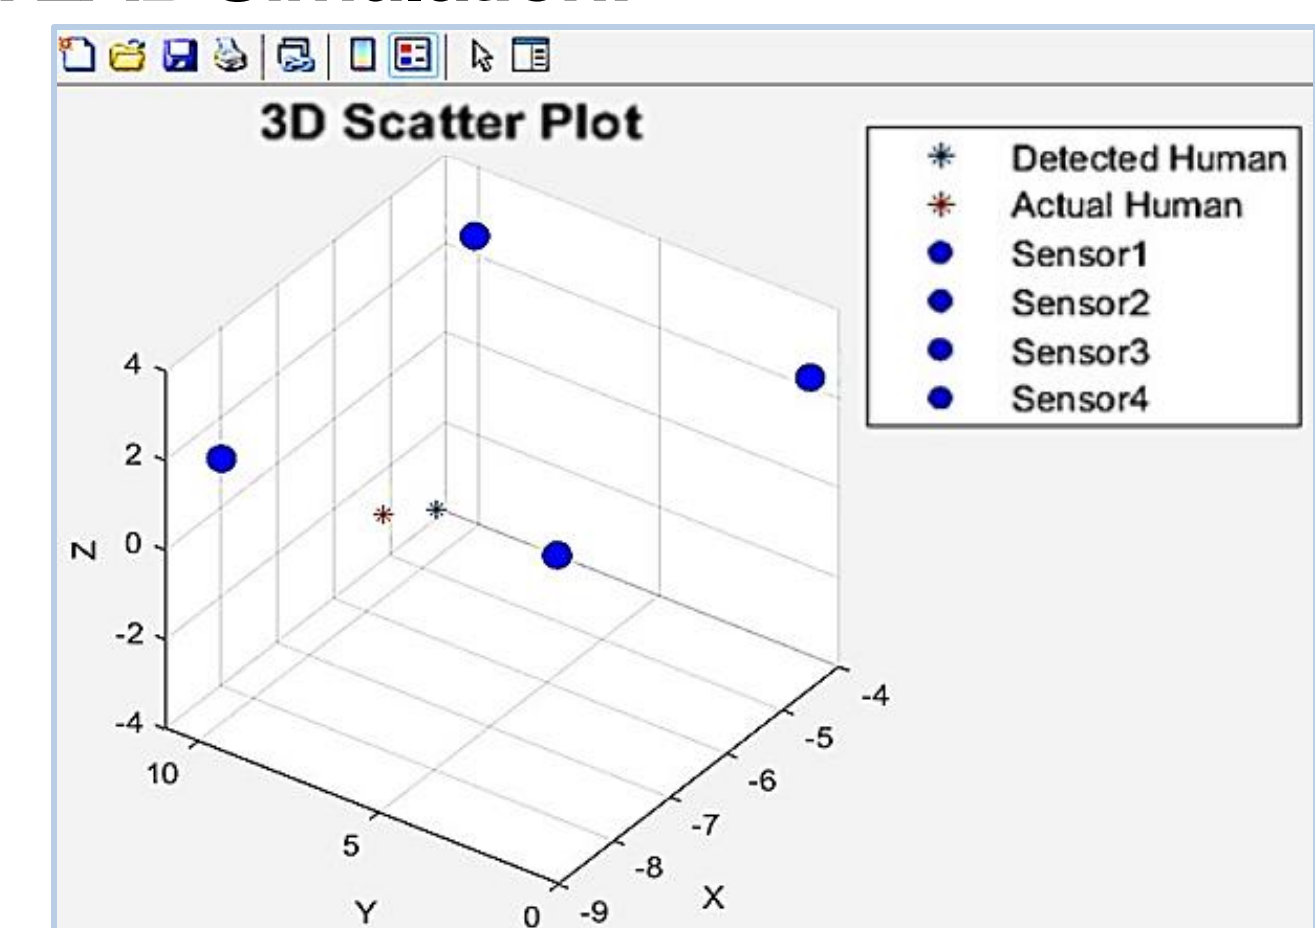 3D Scatter Plot
Detected Human
Actual Human
Sensor1
Sensor2
Sensor3
Sensor4
4
2
0
-2
-4
Z
10
5
0
Y
-9
-8
-7
-6
-5
-4
X